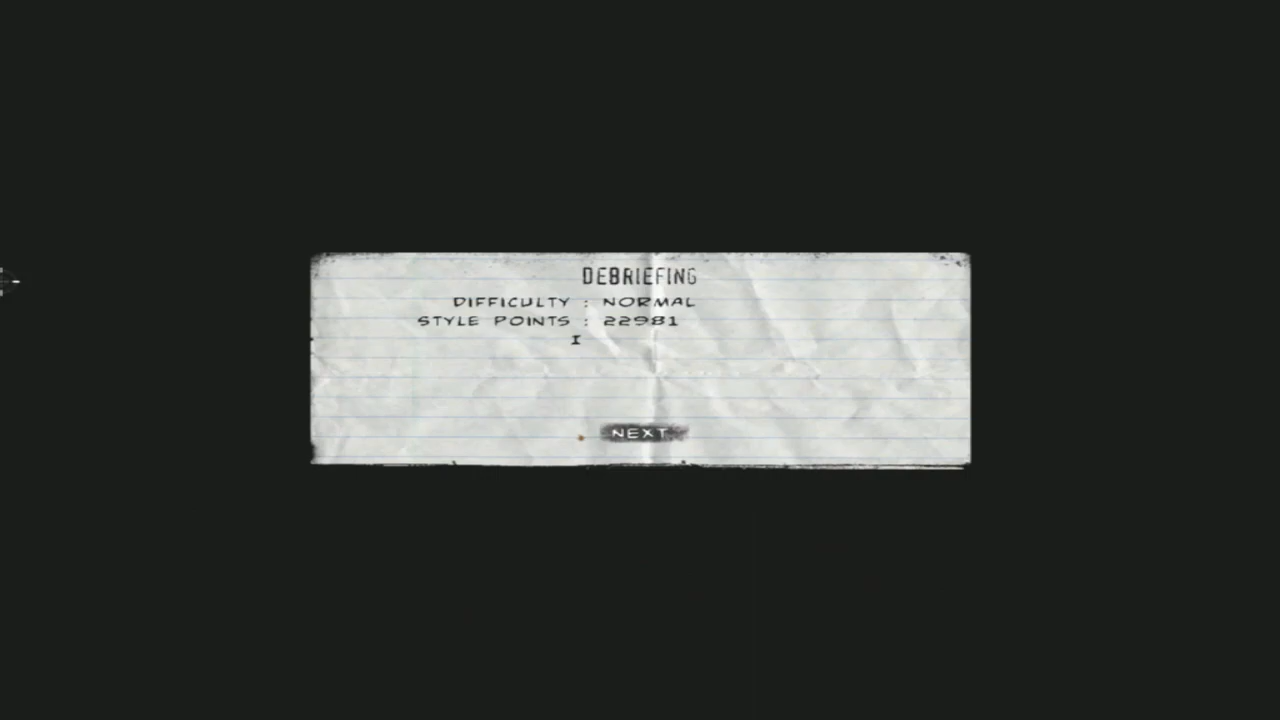 DEBRIEFING
DIFFICULTY : NORMAL
STYLE POINTS : 22981
I
NEXT